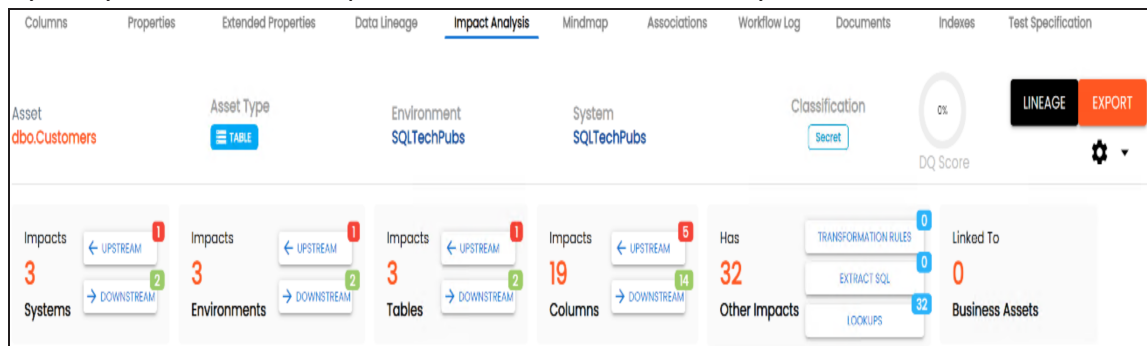 Columns Properties Extended Properties Data Lineage Impact Analysis Mindmap Associations Workflow Log Documents Indexes Test Specification
Asset
dbo.Customers
Asset Type
TABLE
Environment
SQLTechPubs
System
SQLTechPubs
Classification
Secret
0%
DQ Score
LINEAGE
EXPORT
Impacts
3
Systems
← UPSTREAM
1
→ DOWNSTREAM
2
Impacts
3
Environments
← UPSTREAM
1
→ DOWNSTREAM
2
Impacts
3
Tables
← UPSTREAM
1
→ DOWNSTREAM
2
Impacts
19
Columns
← UPSTREAM
5
→ DOWNSTREAM
14
Has
32
Other Impacts
TRANSFORMATION RULES
0
EXTRACT SQL
0
LOOKUPS
32
Linked To
0
Business Assets